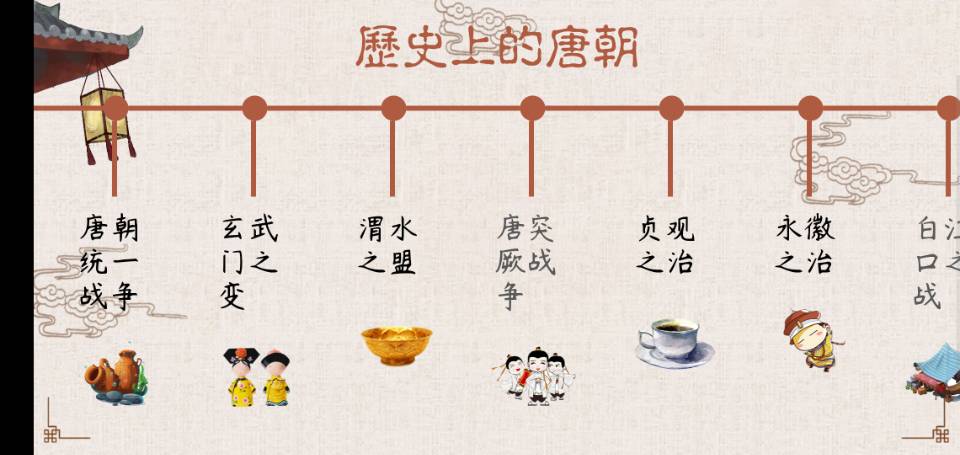 歷史上的唐朝
唐朝
统一
战争
玄武
门之
变
渭水
之盟
唐突
厥战
争
贞观
之治
永徽
之治
白江
口之
战